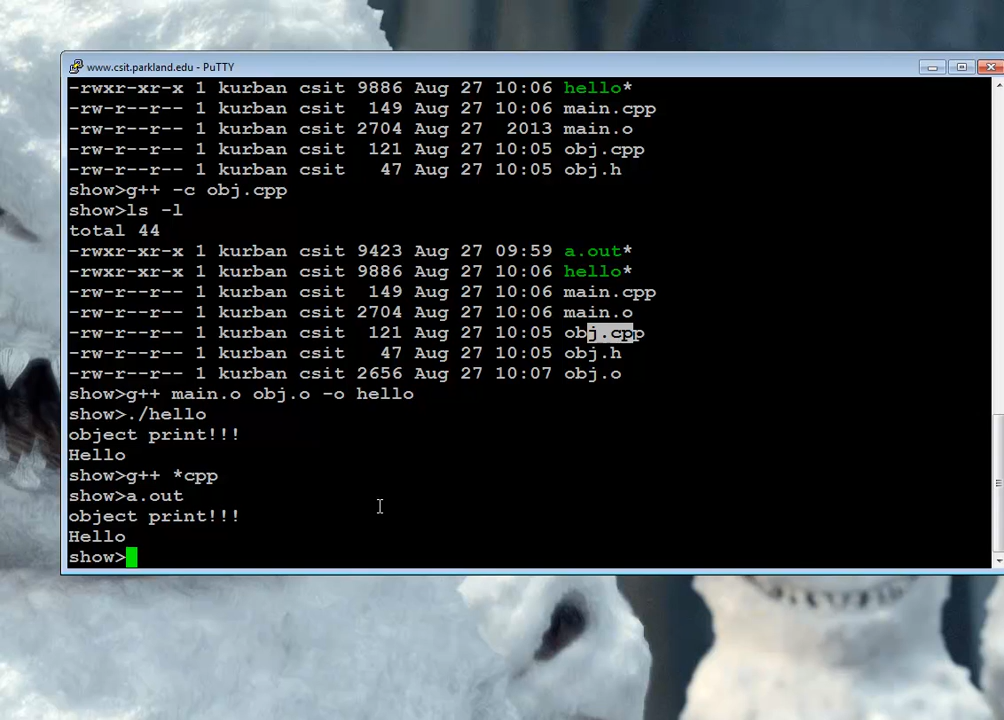 www.csit.parkland.edu - PuTTY
-rwxr-xr-x 1 kurban csit 9886 Aug 27 10:06 hello*
-rw-r--r-- 1 kurban csit  149 Aug 27 10:06 main.cpp
-rw-r--r-- 1 kurban csit 2704 Aug 27  2013 main.o
-rw-r--r-- 1 kurban csit  121 Aug 27 10:05 obj.cpp
-rw-r--r-- 1 kurban csit   47 Aug 27 10:05 obj.h
show>g++ -c obj.cpp
show>ls -l
total 44
-rwxr-xr-x 1 kurban csit 9423 Aug 27 09:59 a.out*
-rwxr-xr-x 1 kurban csit 9886 Aug 27 10:06 hello*
-rw-r--r-- 1 kurban csit  149 Aug 27 10:06 main.cpp
-rw-r--r-- 1 kurban csit 2704 Aug 27 10:06 main.o
-rw-r--r-- 1 kurban csit  121 Aug 27 10:05 obj.cpp
-rw-r--r-- 1 kurban csit   47 Aug 27 10:05 obj.h
-rw-r--r-- 1 kurban csit 2656 Aug 27 10:07 obj.o
show>g++ main.o obj.o -o hello
show>./hello
object print!!!
Hello
show>g++ *cpp
show>a.out
object print!!!
Hello
show>